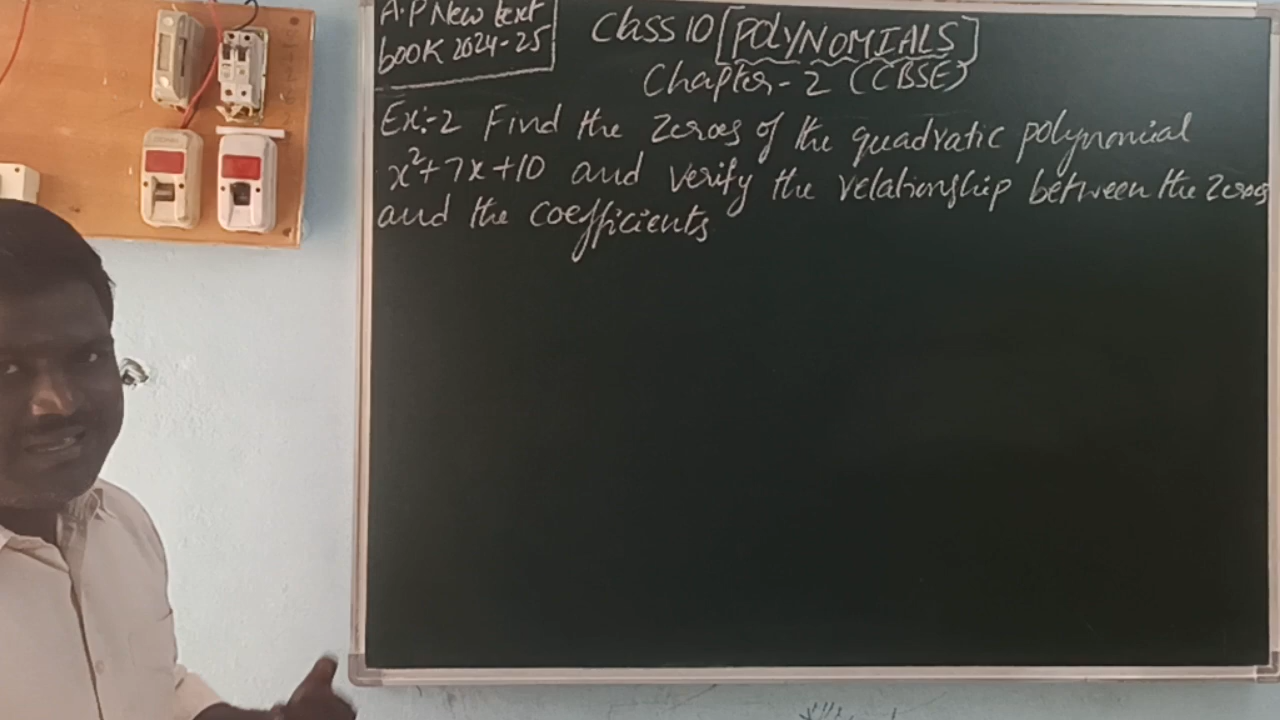 A.P New text
book 2024-25
Class 10 [POLYNOMIALS]
Chapter-2 (CBSE)
Ex:-2 Find the Zeroes of the quadratic polynomial
x²+7x+10 and verify the relationship between the Zeroes
and the coefficients